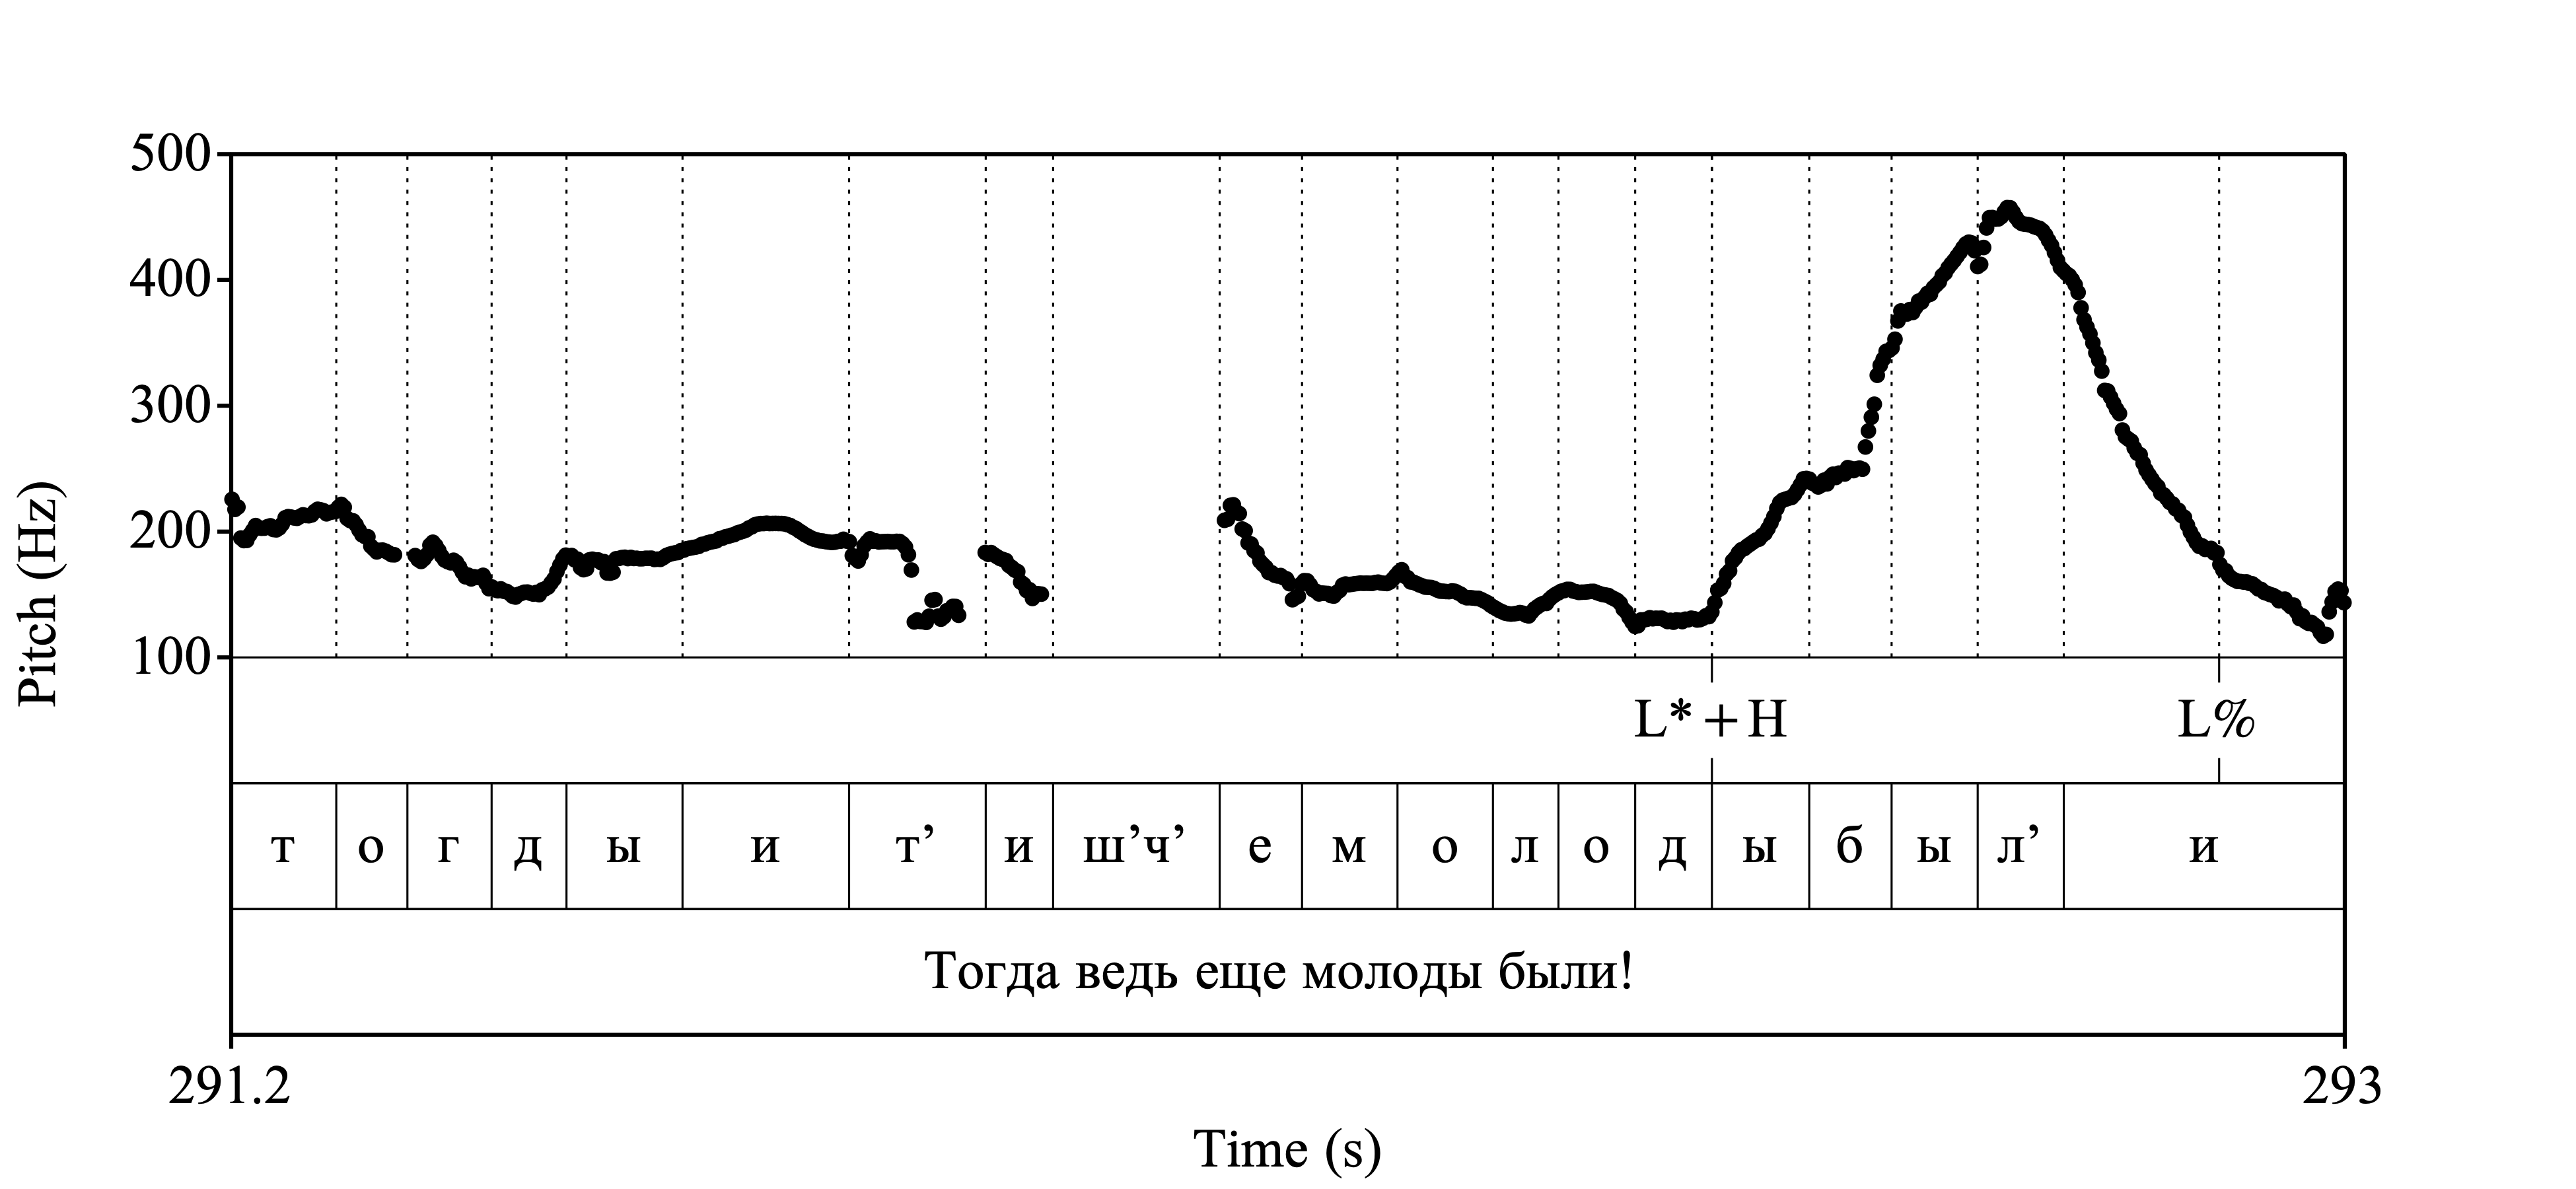 500
400
300
200
100
Pitch (Hz)
L*+H L%
т о г д ы и т’ и ш’ч’ е м о л о д ы б ы л’ и
Тогда ведь еще молоды были!
291.2 293
Time (s)